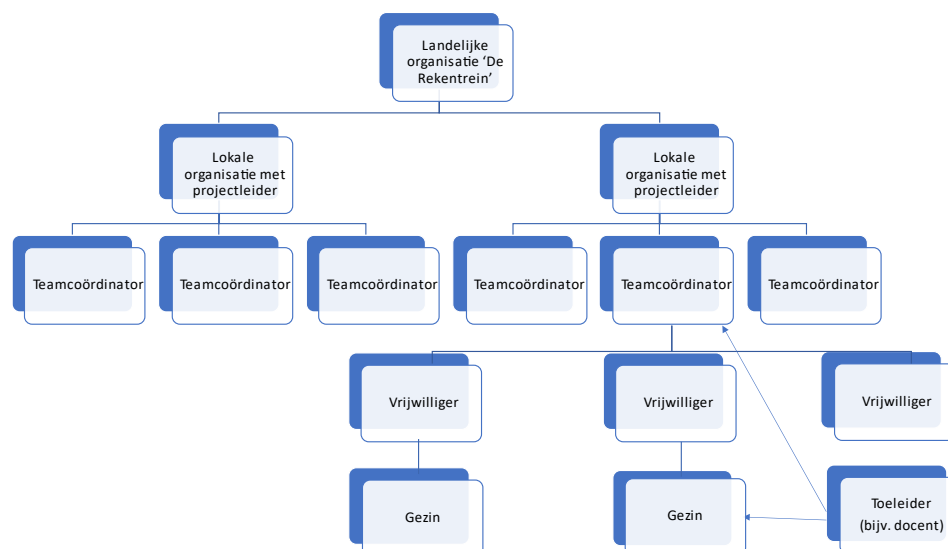 Landelijke
organisatie ‘De
Rekentrein’
Lokale
organisatie met
projectleider
Lokale
organisatie met
projectleider
Teamcoördinator
Teamcoördinator
Teamcoördinator
Teamcoördinator
Teamcoördinator
Teamcoördinator
Vrijwilliger
Vrijwilliger
Vrijwilliger
Gezin
Gezin
Toeleider
(bijv. docent)